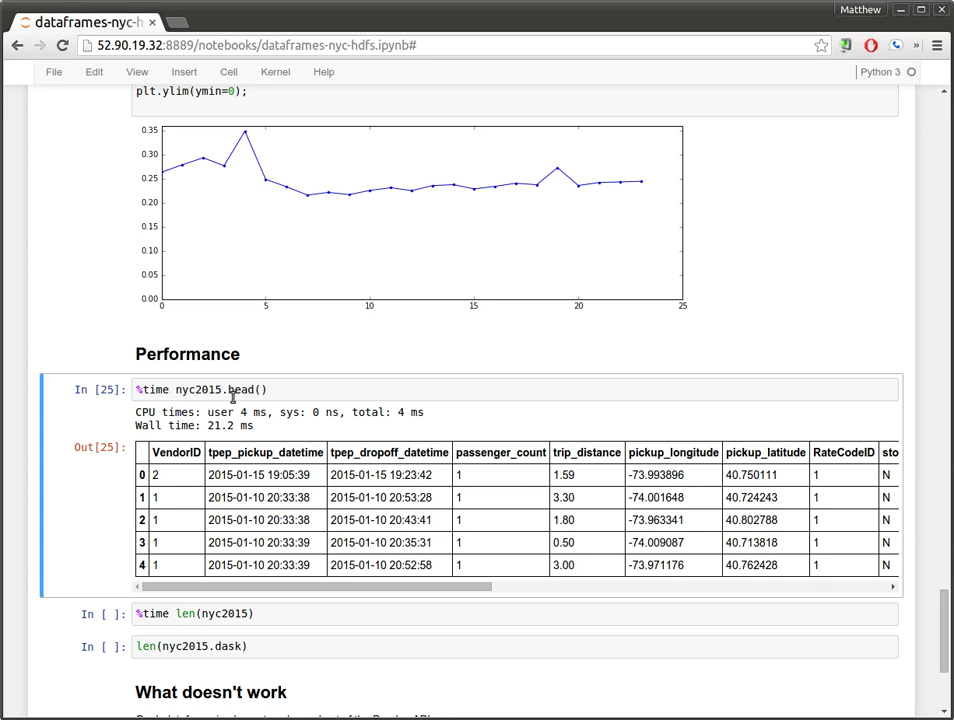 Matthew
dataframes-nyc-h
52.90.19.32:8889/notebooks/dataframes-nyc-hdfs.ipynb#
File Edit View Insert Cell Kernel Help Python 3
plt.ylim(ymin=0);
0.35
0.30
0.25
0.20
0.15
0.10
0.05
0.00
0 5 10 15 20 25
Performance
In [25]: %time nyc2015.head()
CPU times: user 4 ms, sys: 0 ns, total: 4 ms
Wall time: 21.2 ms
Out[25]:
VendorID tpep_pickup_datetime tpep_dropoff_datetime passenger_count trip_distance pickup_longitude pickup_latitude RateCodeID sto
0 2 2015-01-15 19:05:39 2015-01-15 19:23:42 1 1.59 -73.993896 40.750111 1 N
1 1 2015-01-10 20:33:38 2015-01-10 20:53:28 1 3.30 -74.001648 40.724243 1 N
2 1 2015-01-10 20:33:38 2015-01-10 20:43:41 1 1.80 -73.963341 40.802788 1 N
3 1 2015-01-10 20:33:39 2015-01-10 20:35:31 1 0.50 -74.009087 40.713818 1 N
4 1 2015-01-10 20:33:39 2015-01-10 20:52:58 1 3.00 -73.971176 40.762428 1 N
In [ ]: %time len(nyc2015)
In [ ]: len(nyc2015.dask)
What doesn't work